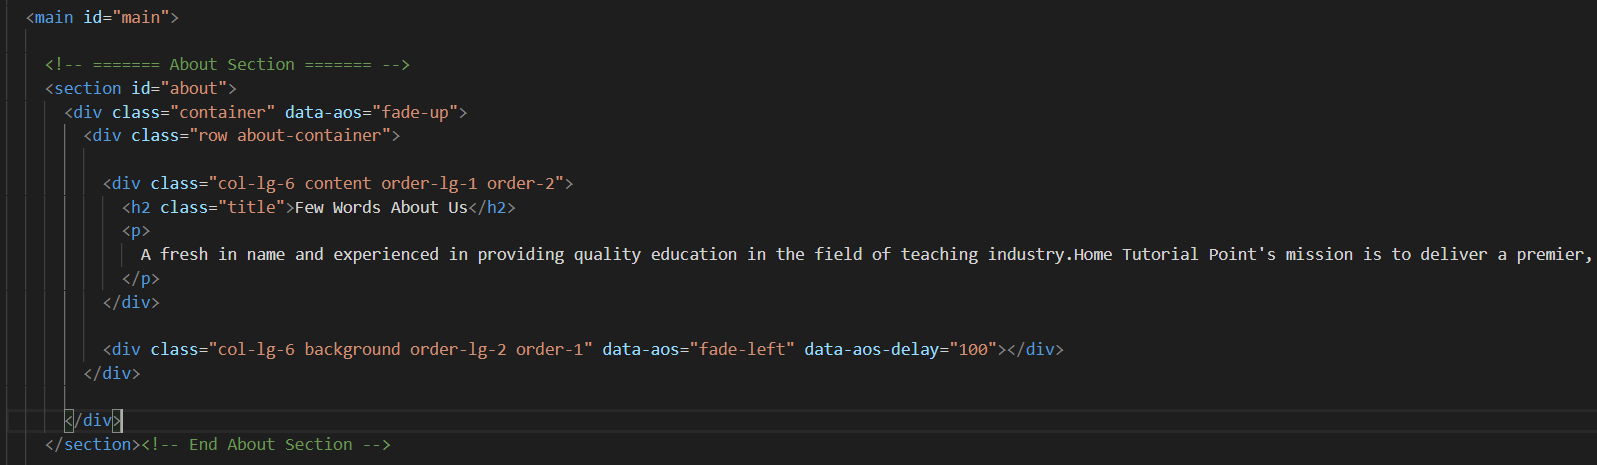 <main id="main">
<!-- ======= About Section ======= -->
<section id="about">
<div class="container" data-aos="fade-up">
<div class="row about-container">
<div class="col-lg-6 content order-lg-1 order-2">
<h2 class="title">Few Words About Us</h2>
<p>
A fresh in name and experienced in providing quality education in the field of teaching industry.Home Tutorial Point's mission is to deliver a premier,
</p>
</div>
<div class="col-lg-6 background order-lg-2 order-1" data-aos="fade-left" data-aos-delay="100"></div>
</div>
</div>
</section><!-- End About Section -->